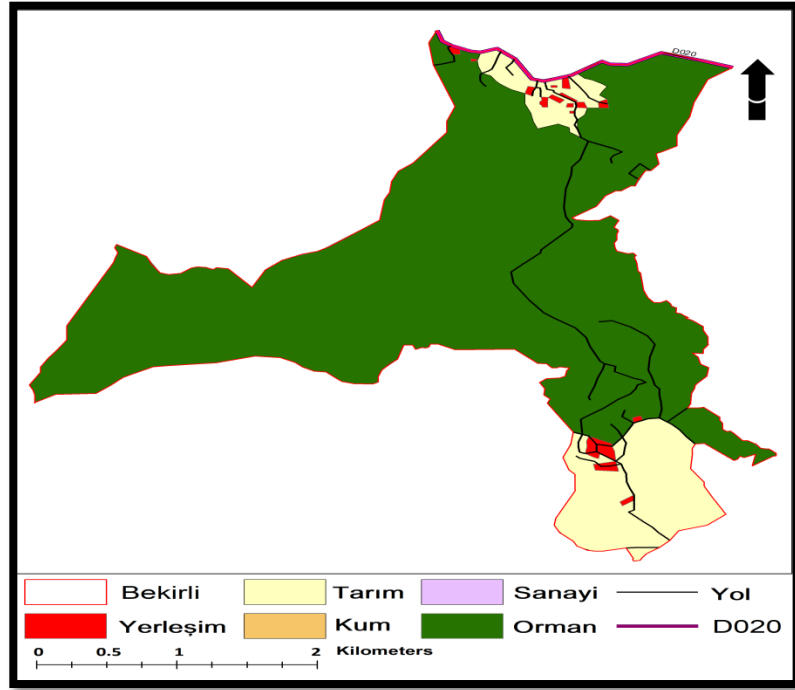 D020
Bekirli Tarım Sanayi Yol
Yerleşim Kum Orman D020
0 0.5 1 2 Kilometers